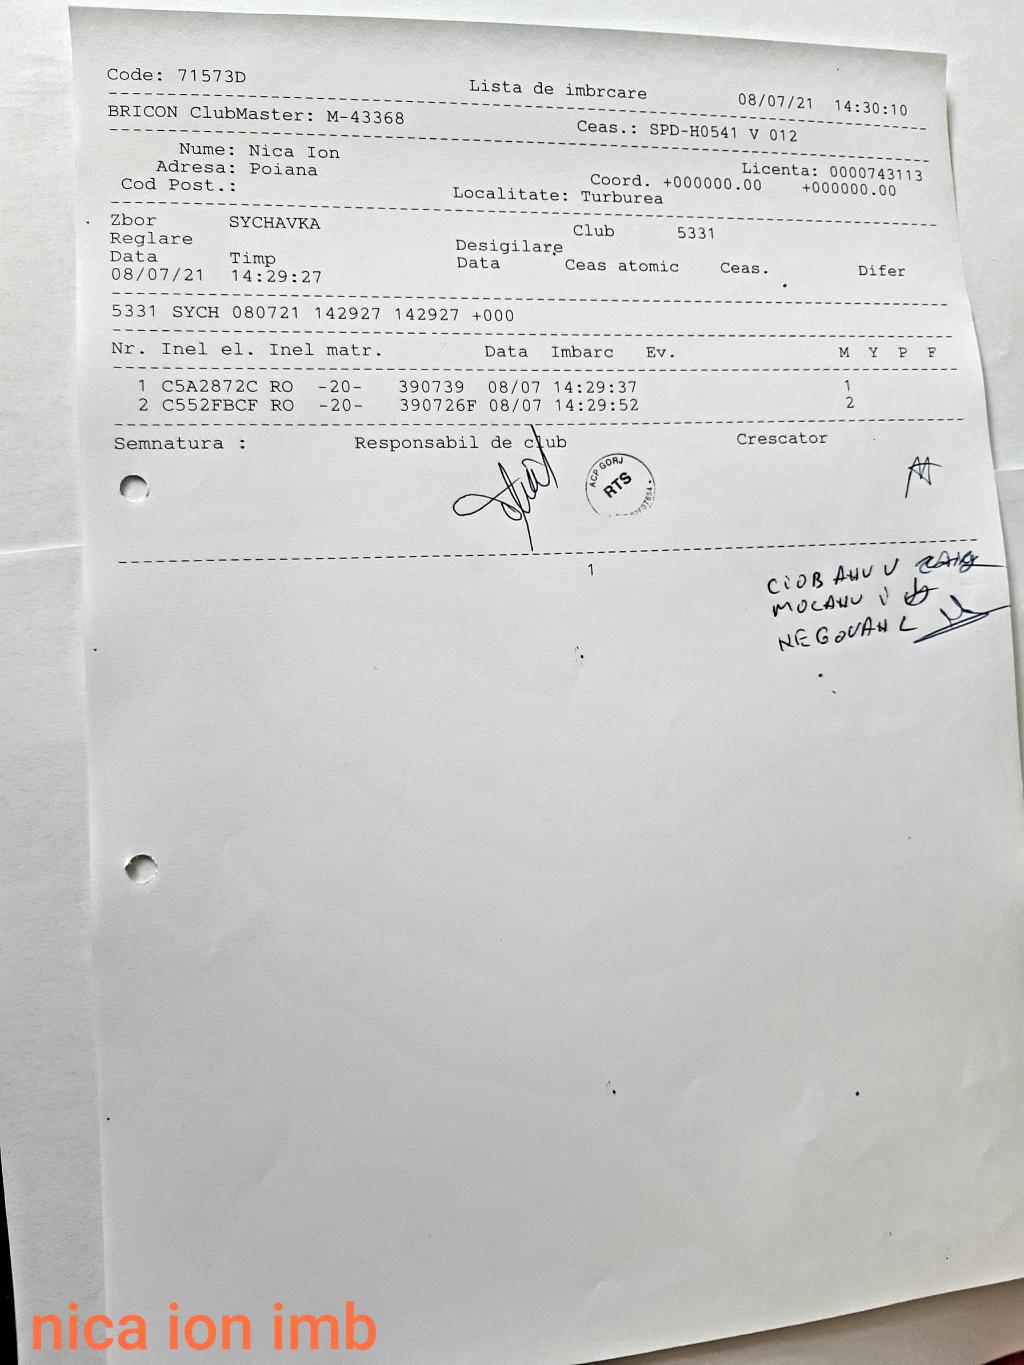 Code: 71573D Lista de imbrcare 08/07/21 14:30:10
BRICON ClubMaster: M-43368 Ceas.: SPD-H0541 V 012
Nume: Nica Ion Licenta: 0000743113
Adresa: Poiana Coord. +000000.00 +000000.00
Cod Post.: Localitate: Turburea
Zbor SYCHAVKA Club 5331
Reglare Desigilare
Data Timp Data Ceas atomic Ceas. Difer
08/07/21 14:29:27
5331 SYCH 080721 142927 142927 +000
Nr. Inel el. Inel matr. Data Imbarc Ev. M Y P F
1 C5A2872C RO -20- 390739 08/07 14:29:37 1
2 C552FBCF RO -20- 390726F 08/07 14:29:52 2
Semnatura : Responsabil de club Crescator
ACP GORJ
RTS
1
CIOBANU V
MOCANU I
NEGOVAN L
nica ion imb